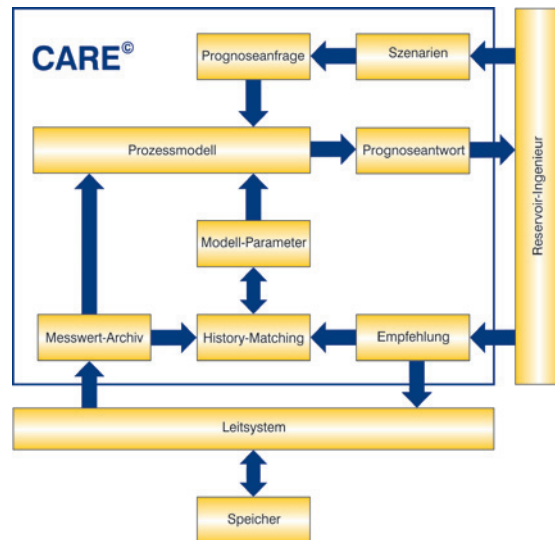 CARE©
Prognoseanfrage
Szenarien
Prozessmodell
Prognoseantwort
Reservoir-Ingenieur
Modell-Parameter
Messwert-Archiv
History-Matching
Empfehlung
Leitsystem
Speicher